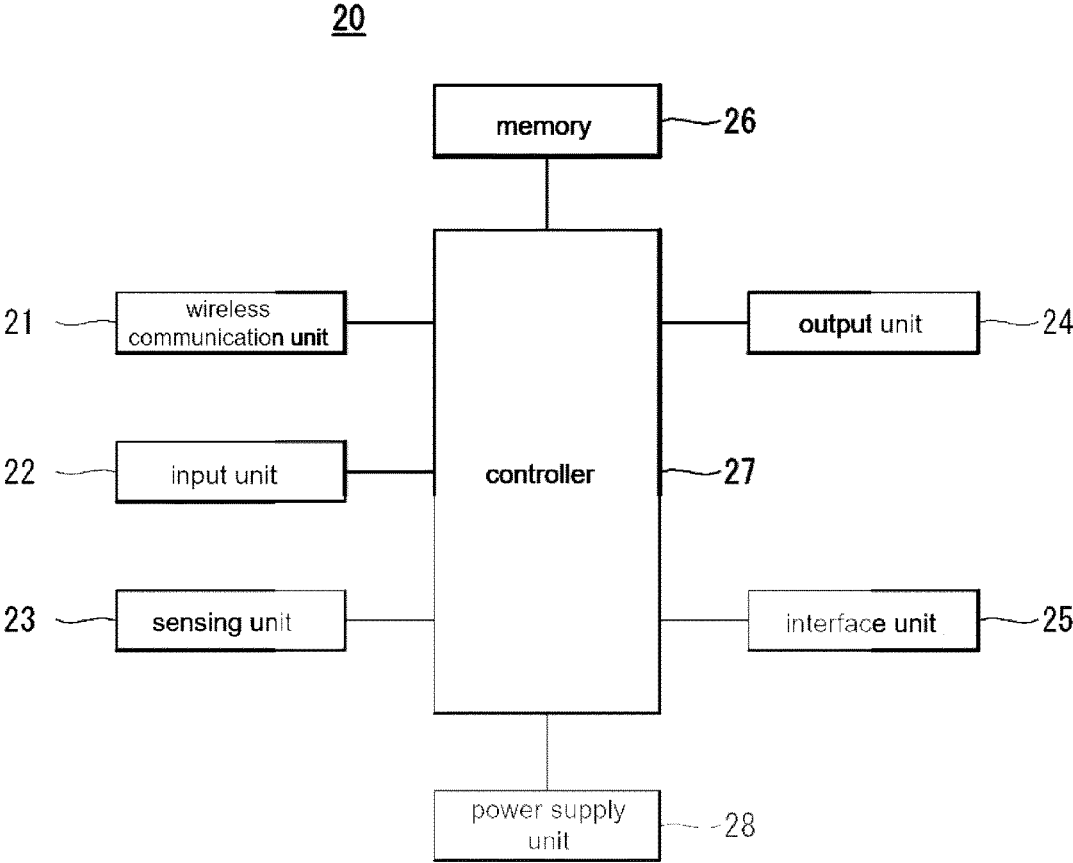 20
memory
26
21
wireless
communication unit
output unit
24
22
input unit
controller
27
23
sensing unit
interface unit
25
power supply
unit
28